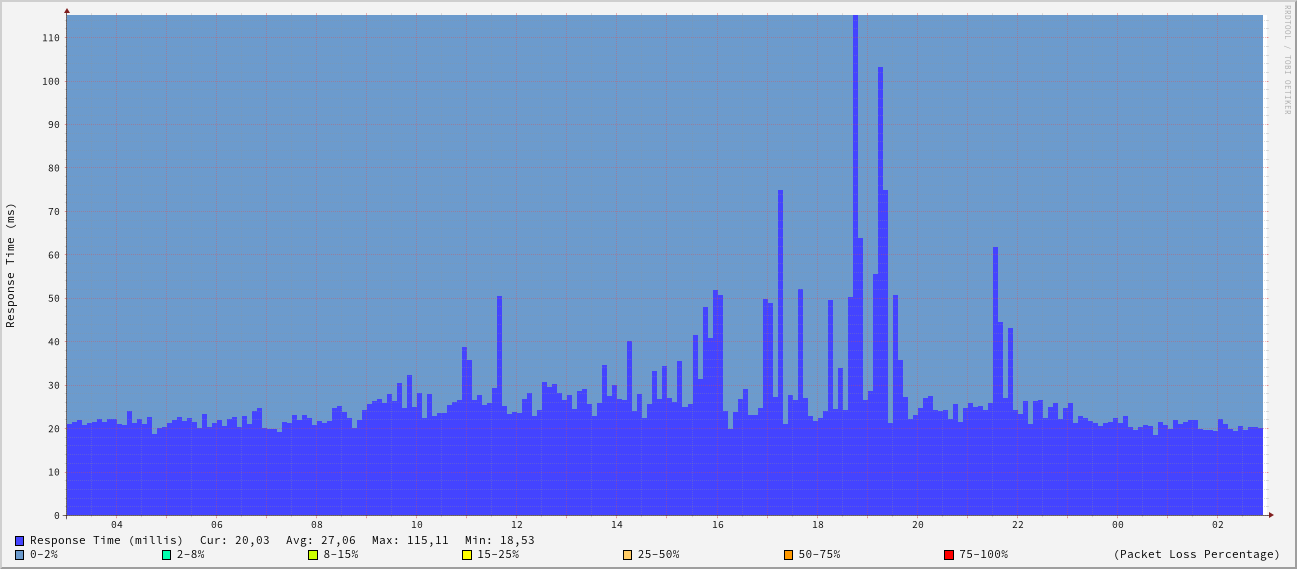 RRDTOOL / TOBI OETIKER
Response Time (ms)
110
100
90
80
70
60
50
40
30
20
10
0
04 06 08 10 12 14 16 18 20 22 00 02
Response Time (millis) Cur: 20,03 Avg: 27,06 Max: 115,11 Min: 18,53
0-2% 2-8% 8-15% 15-25% 25-50% 50-75% 75-100% (Packet Loss Percentage)